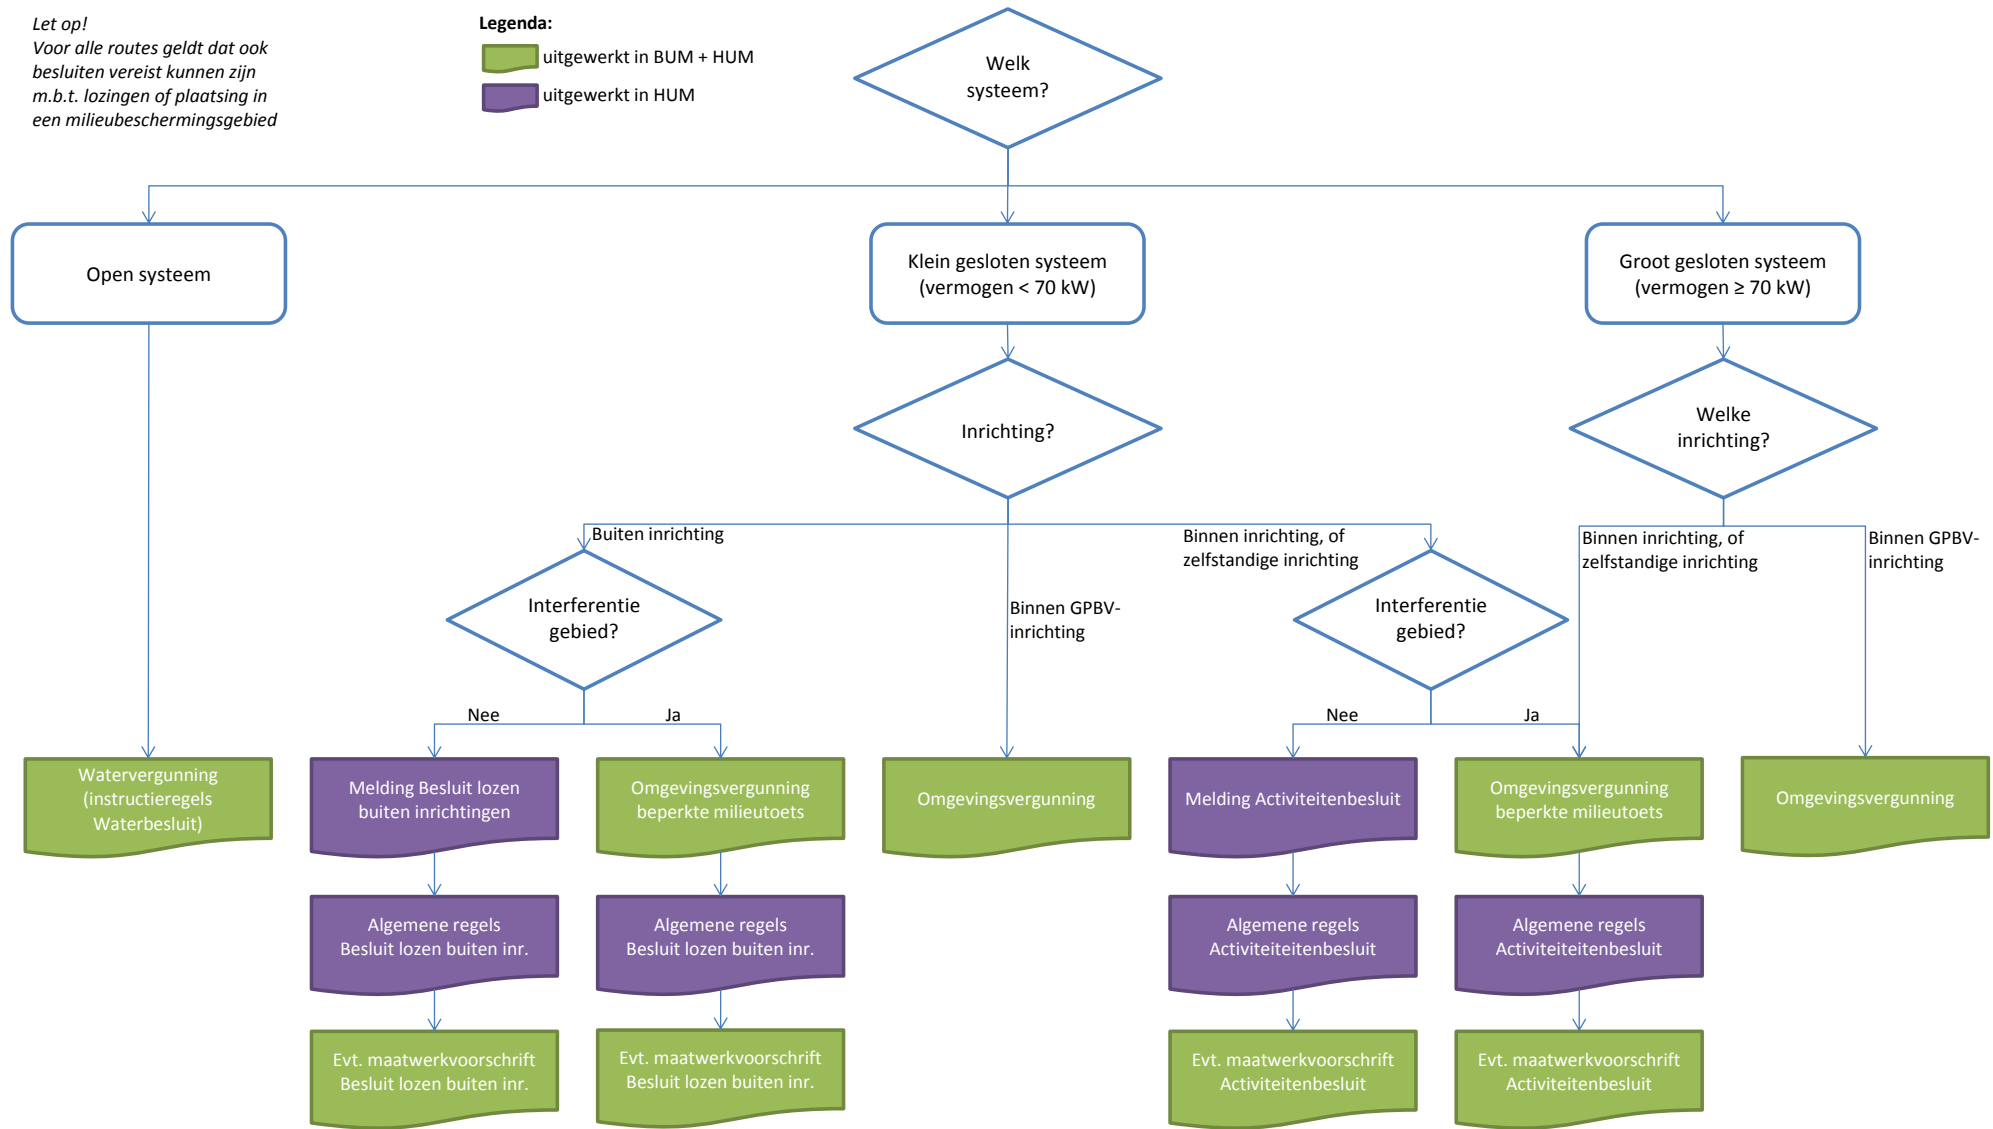 Let op!
Voor alle routes geldt dat ook
besluiten vereist kunnen zijn
m.b.t. lozingen of plaatsing in
een milieubeschermingsgebied
Legenda:
uitgewerkt in BUM + HUM
uitgewerkt in HUM
Welk
systeem?
Open systeem
Klein gesloten systeem
(vermogen < 70 kW)
Groot gesloten systeem
(vermogen ≥ 70 kW)
Inrichting?
Welke
inrichting?
Buiten inrichting
Binnen GPBV-
inrichting
Binnen inrichting, of
zelfstandige inrichting
Binnen inrichting, of
zelfstandige inrichting
Binnen GPBV-
inrichting
Interferentie
gebied?
Interferentie
gebied?
Nee
Ja
Nee
Ja
Watervergunning
(instructieregels
Waterbesluit)
Melding Besluit lozen
buiten inrichtingen
Omgevingsvergunning
beperkte milieutoets
Omgevingsvergunning
Melding Activiteitenbesluit
Omgevingsvergunning
beperkte milieutoets
Omgevingsvergunning
Algemene regels
Besluit lozen buiten inr.
Algemene regels
Besluit lozen buiten inr.
Algemene regels
Activiteiteitenbesluit
Algemene regels
Activiteiteitenbesluit
Evt. maatwerkvoorschrift
Besluit lozen buiten inr.
Evt. maatwerkvoorschrift
Besluit lozen buiten inr.
Evt. maatwerkvoorschrift
Activiteitenbesluit
Evt. maatwerkvoorschrift
Activiteitenbesluit